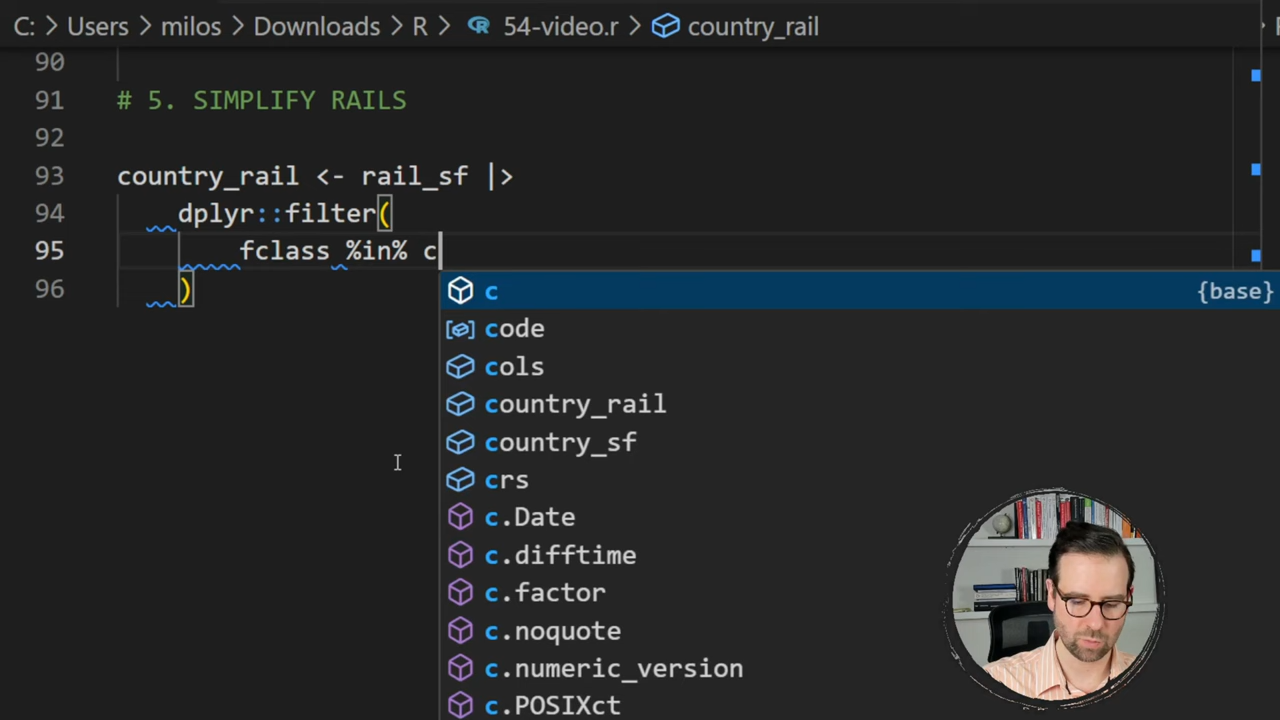 C: > Users > milos > Downloads > R > 54-video.r > country_rail
90
91 # 5. SIMPLIFY RAILS
92
93 country_rail <- rail_sf |>
94 dplyr::filter(
95 fclass %in% c
96 )
c {base}
code
cols
country_rail
country_sf
crs
c.Date
c.difftime
c.factor
c.noquote
c.numeric_version
c.POSIXct